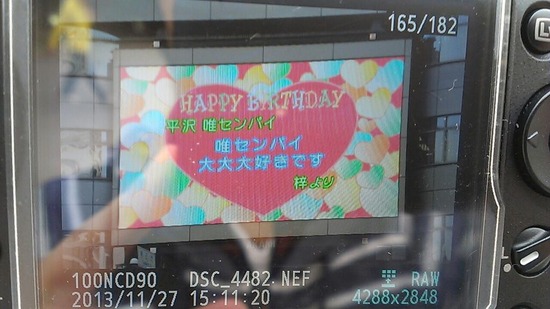 165/182
HAPPY BIRTHDAY
平沢 唯センパイ
唯センパイ
大大大好きです
梓より
100NCD90 DSC_4482.NEF RAW
2013/11/27 15:11:20 4288x2848